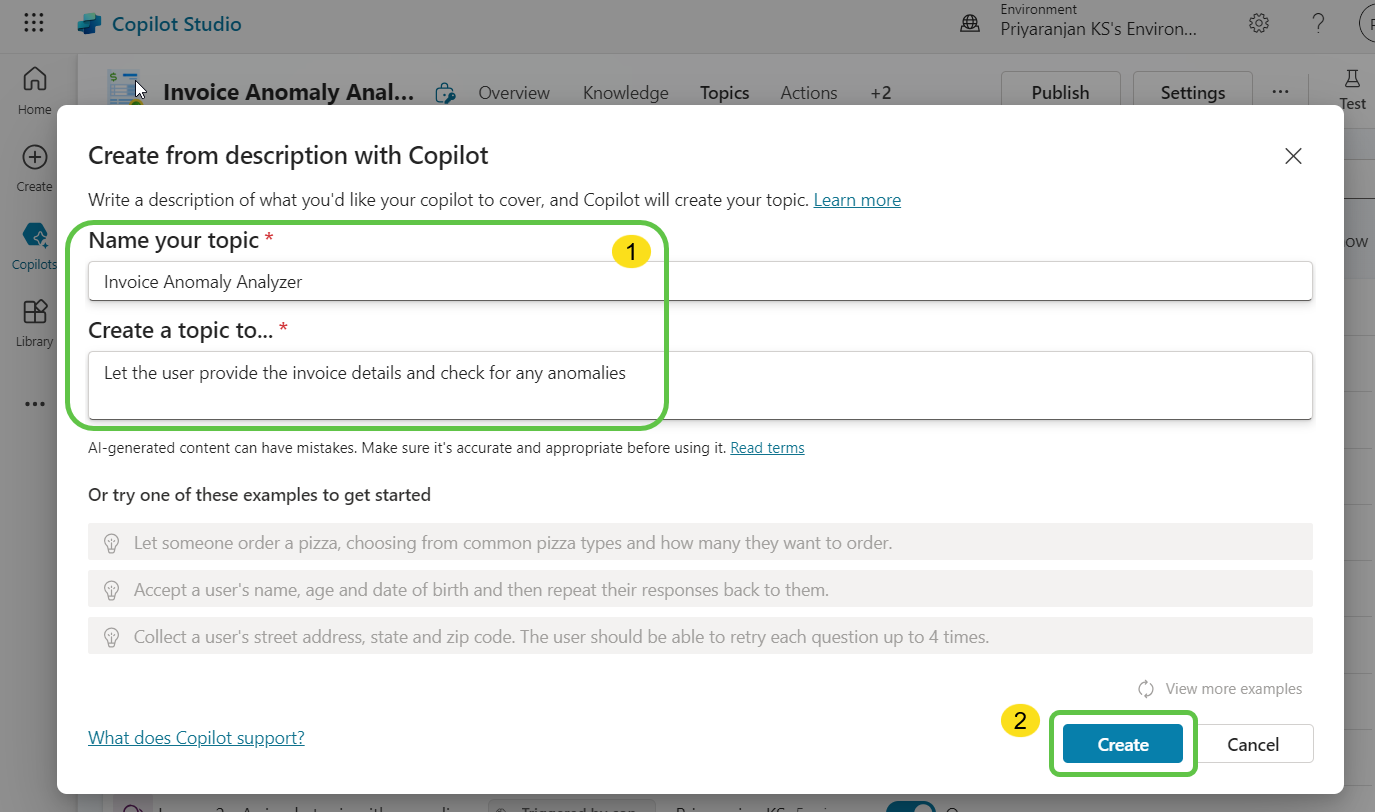 Copilot Studio
Environment
Priyaranjan KS's Environ...
?
Home
Create
Copilots
Library
Invoice Anomaly Anal...
Overview
Knowledge
Topics
Actions
+2
Publish
Settings
...
Test
Create from description with Copilot
Write a description of what you'd like your copilot to cover, and Copilot will create your topic. Learn more
Name your topic *
1
Invoice Anomaly Analyzer
Create a topic to... *
Let the user provide the invoice details and check for any anomalies
AI-generated content can have mistakes. Make sure it's accurate and appropriate before using it. Read terms
Or try one of these examples to get started
Let someone order a pizza, choosing from common pizza types and how many they want to order.
Accept a user's name, age and date of birth and then repeat their responses back to them.
Collect a user's street address, state and zip code. The user should be able to retry each question up to 4 times.
View more examples
What does Copilot support?
2
Create
Cancel